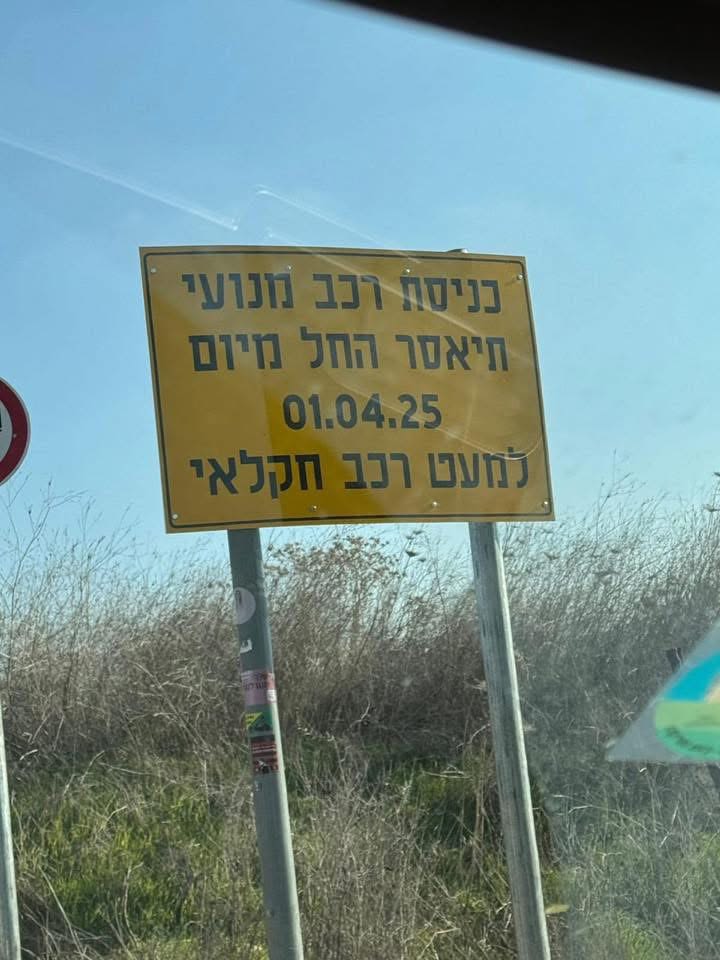 כניסת רכב מנועי
תיאסר החל מיום
01.04.25
למעט רכב חקלאי